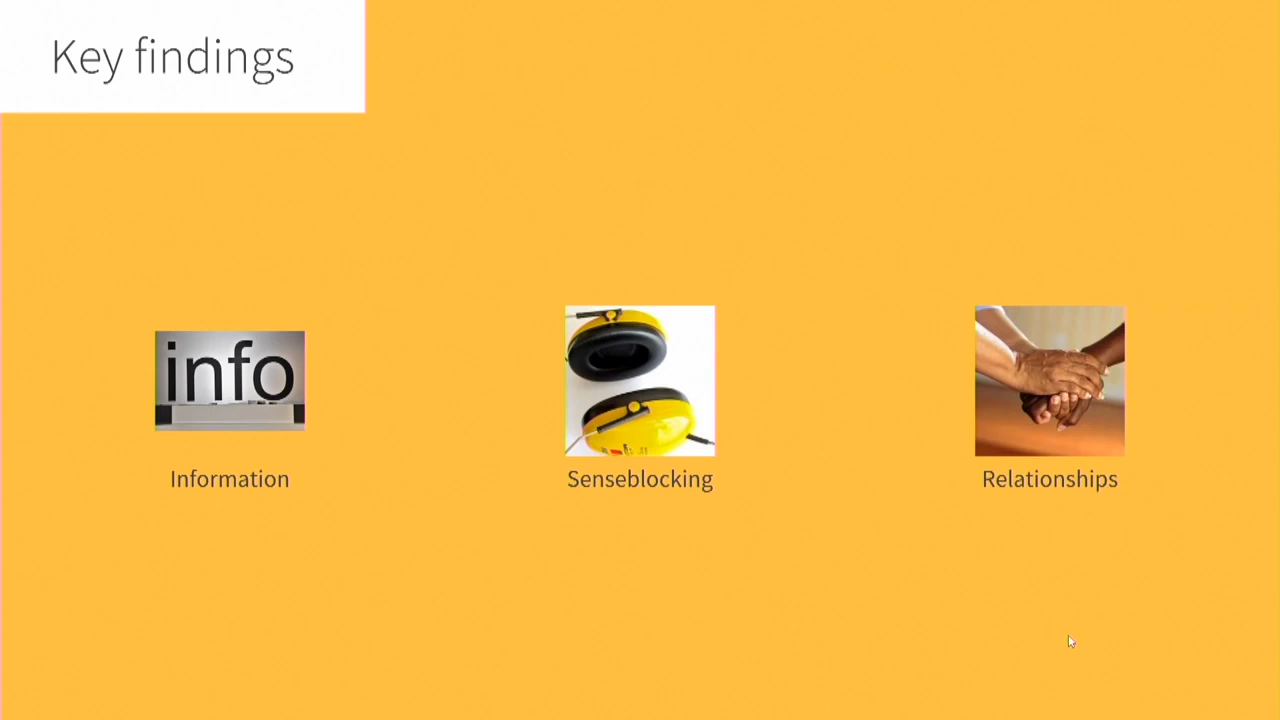 Key findings
info
Information
Senseblocking
Relationships